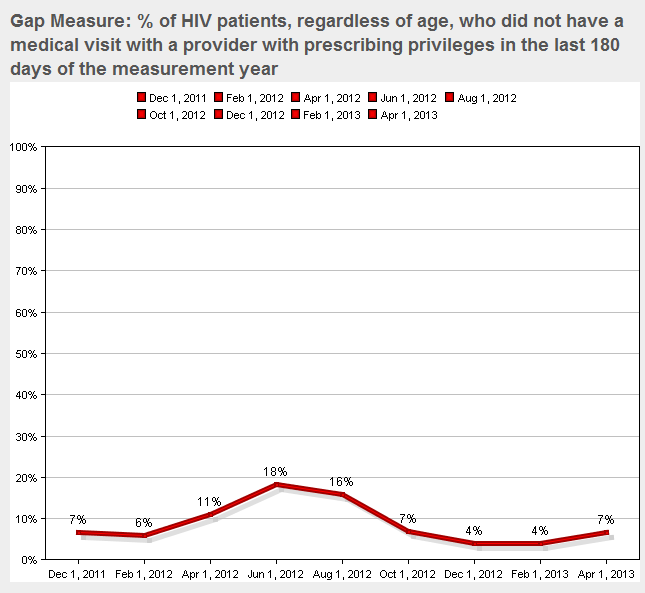 Gap Measure: % of HIV patients, regardless of age, who did not have a
medical visit with a provider with prescribing privileges in the last 180
days of the measurement year
Dec 1, 2011 Feb 1, 2012 Apr 1, 2012 Jun 1, 2012 Aug 1, 2012
Oct 1, 2012 Dec 1, 2012 Feb 1, 2013 Apr 1, 2013
100%
90%
80%
70%
60%
50%
40%
30%
20%
10%
0%
7% 6% 11% 18% 16% 7% 4% 4% 7%
Dec 1, 2011 Feb 1, 2012 Apr 1, 2012 Jun 1, 2012 Aug 1, 2012 Oct 1, 2012 Dec 1, 2012 Feb 1, 2013 Apr 1, 2013